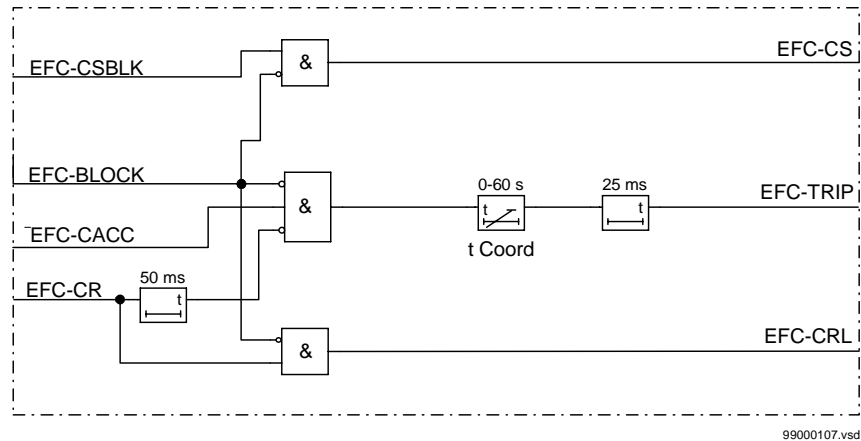 EFC-CSBLK
&
EFC-CS
EFC-BLOCK
&
0-60 s
t
t Coord
25 ms
t
EFC-TRIP
EFC-CACC
50 ms
EFC-CR
t
&
EFC-CRL
99000107.vsd